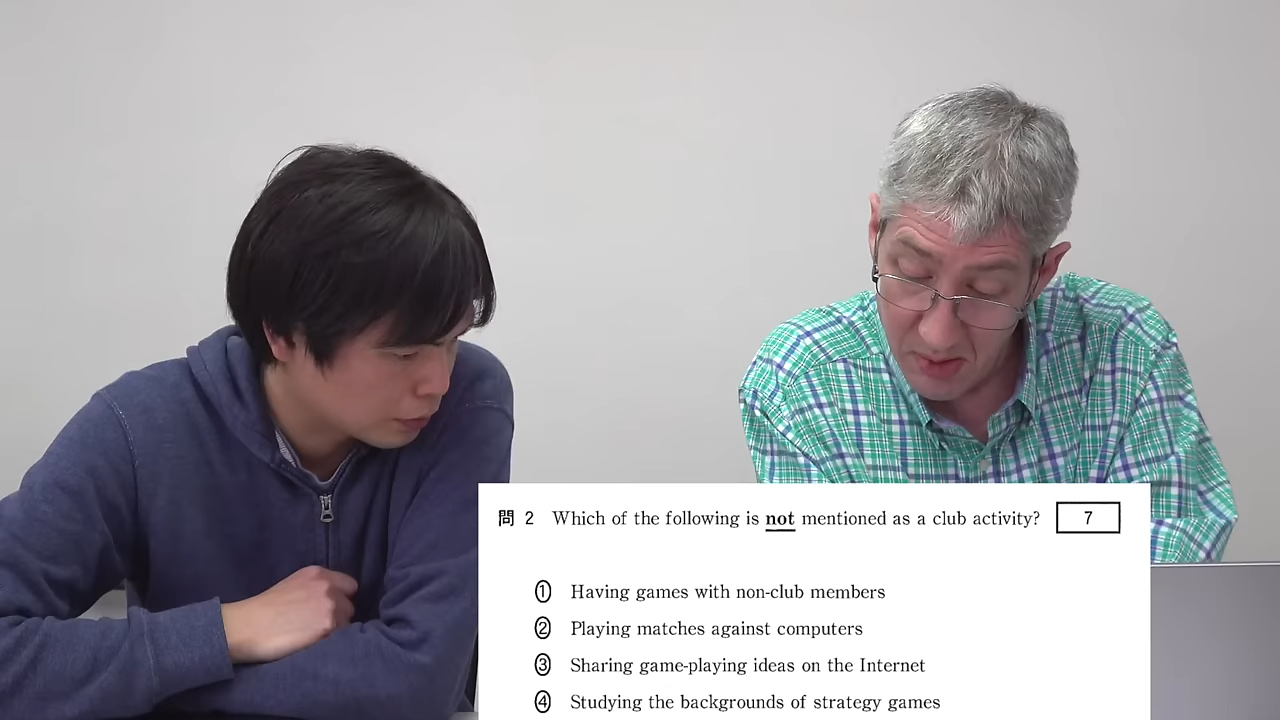 問 2 Which of the following is not mentioned as a club activity? 7
① Having games with non-club members
② Playing matches against computers
③ Sharing game-playing ideas on the Internet
④ Studying the backgrounds of strategy games